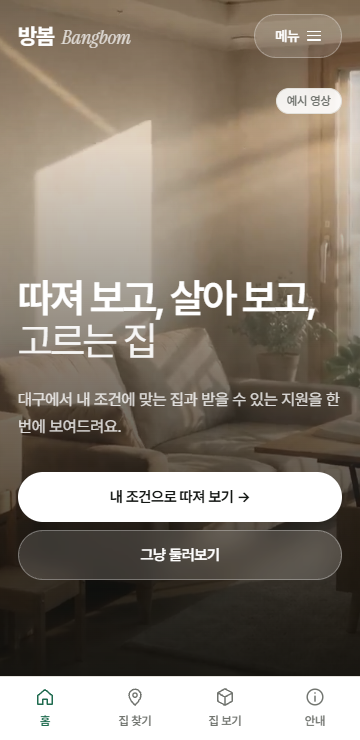 방봄 Bangbom
메뉴
예시 영상
따져 보고, 살아 보고,
고르는 집
대구에서 내 조건에 맞는 집과 받을 수 있는 지원을 한
번에 보여드려요.
내 조건으로 따져 보기 →
그냥 둘러보기
홈
집 찾기
집 보기
안내